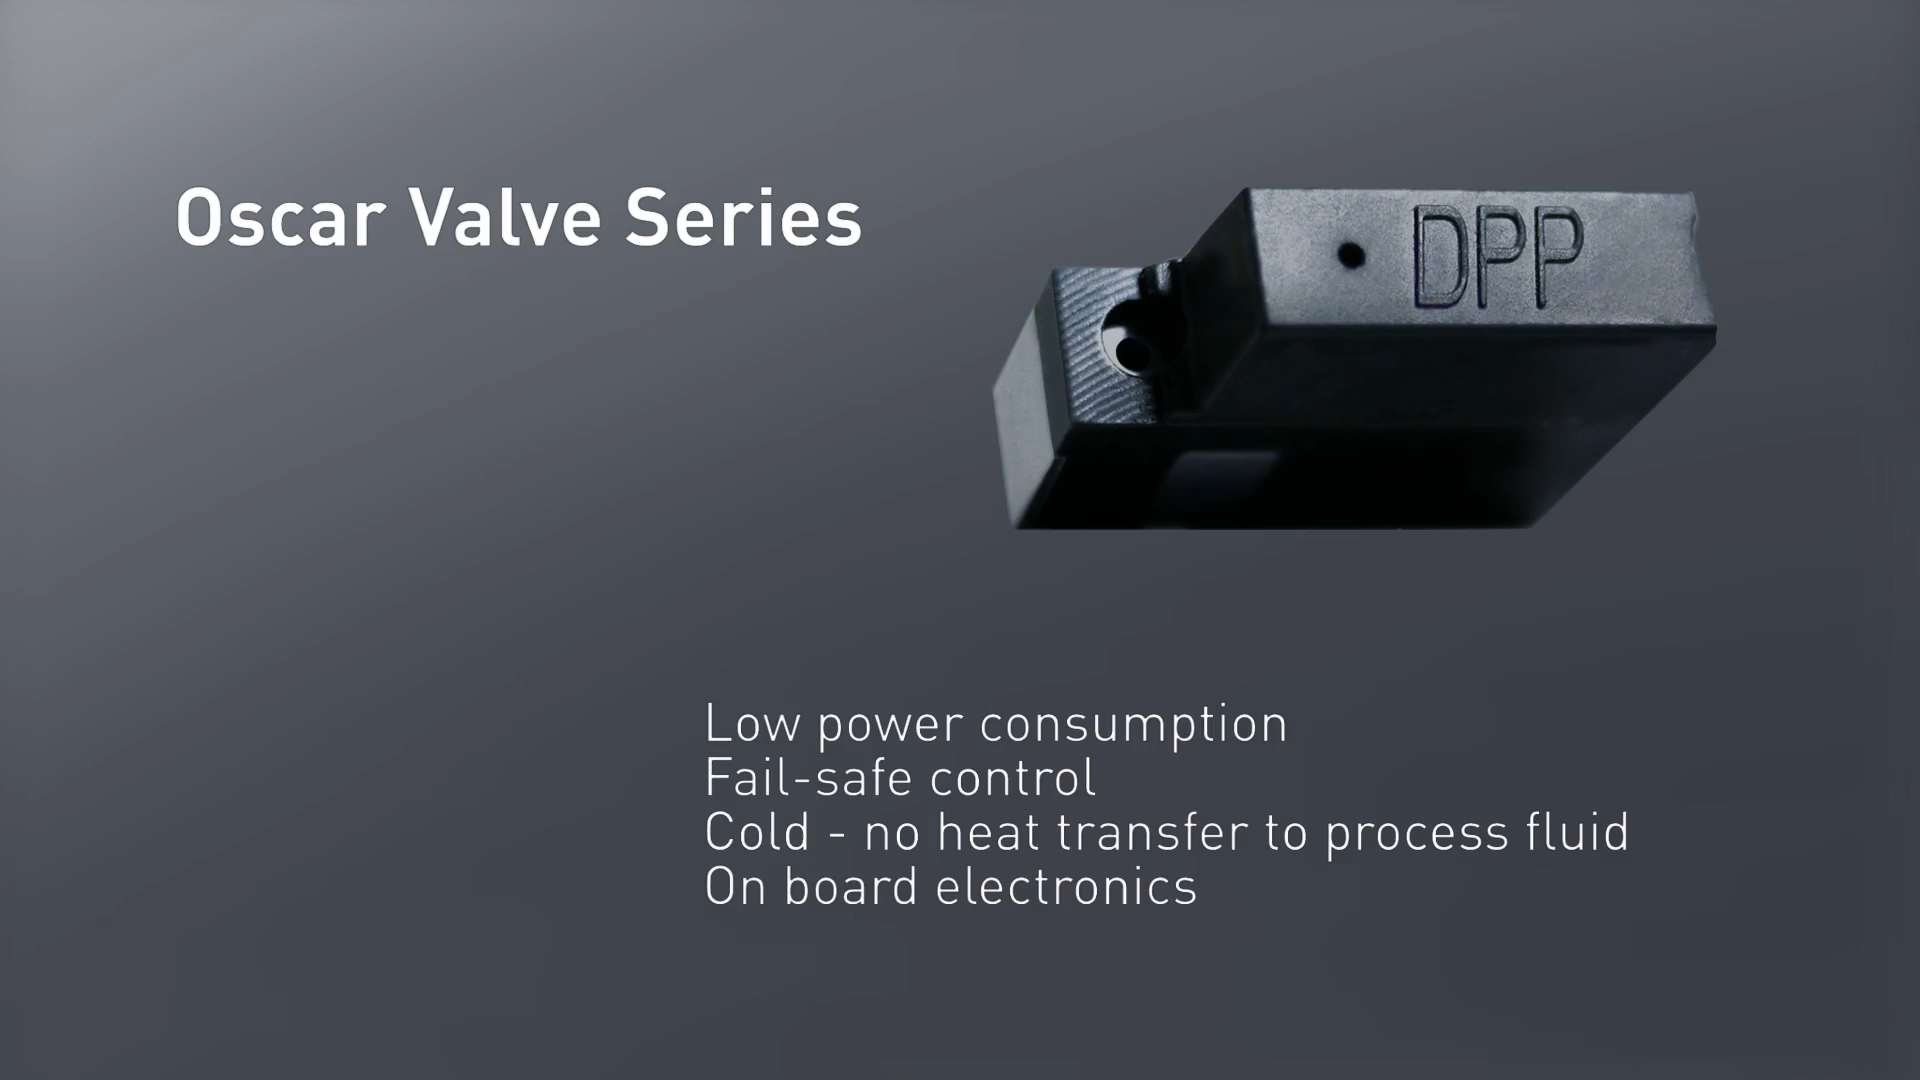 Oscar Valve Series
DPP
Low power consumption
Fail-safe control
Cold - no heat transfer to process fluid
On board electronics